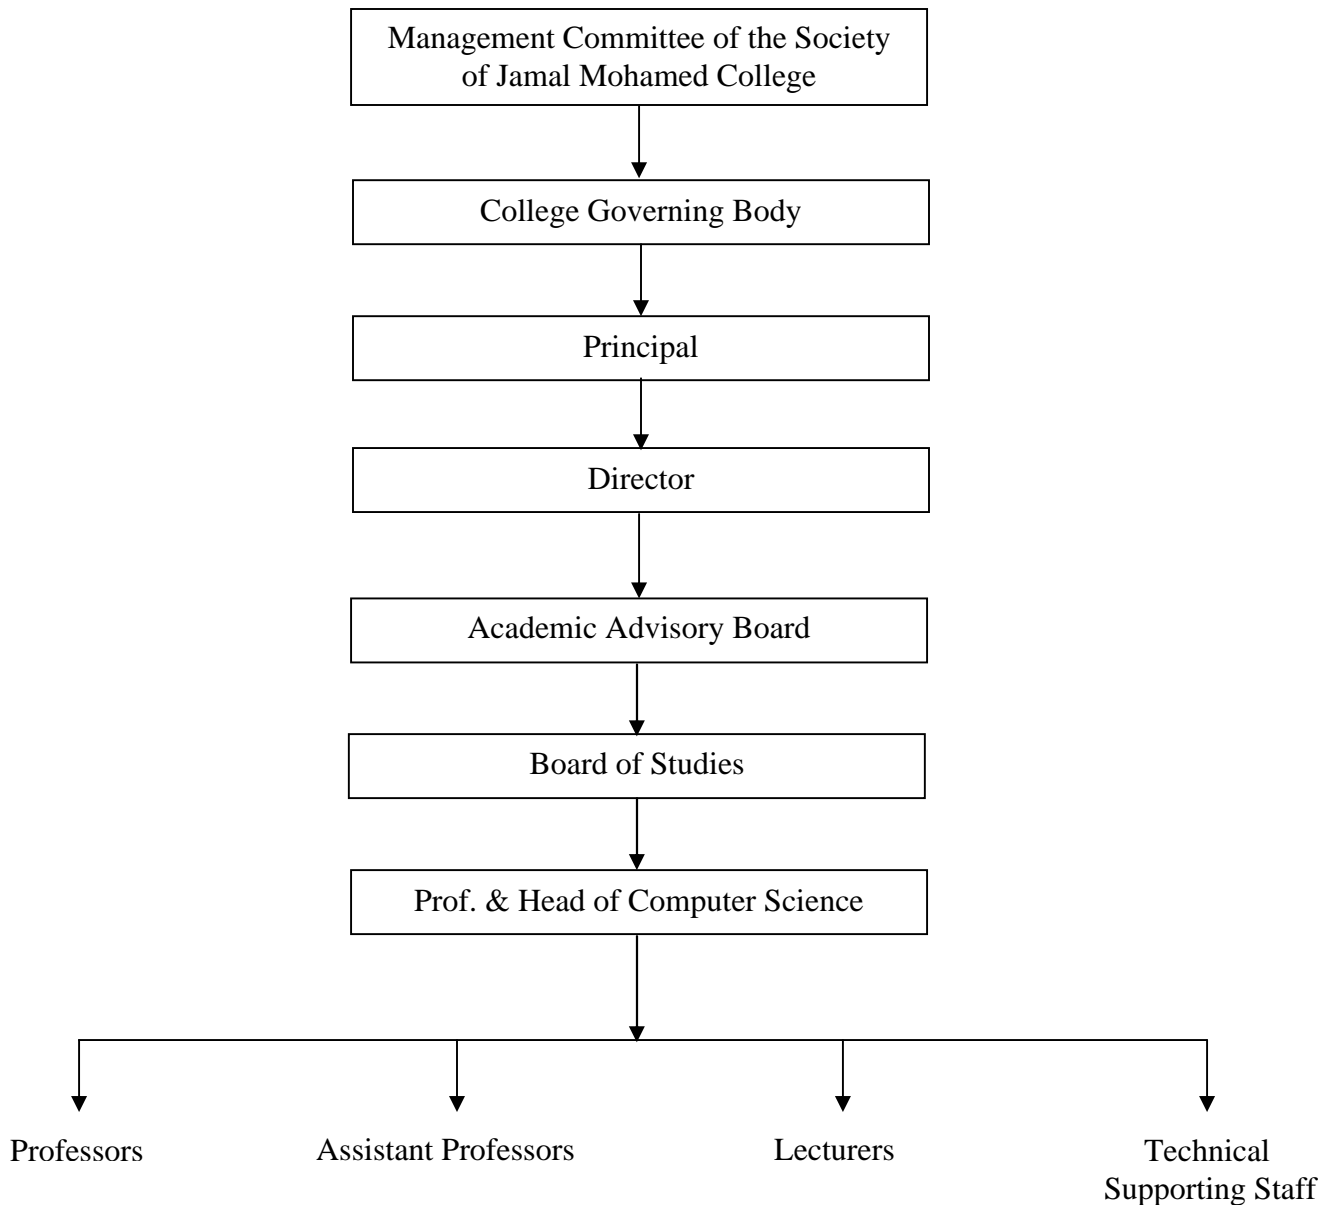 Management Committee of the Society
of Jamal Mohamed College
College Governing Body
Principal
Director
Academic Advisory Board
Board of Studies
Prof. & Head of Computer Science
Professors
Assistant Professors
Lecturers
Technical
Supporting Staff